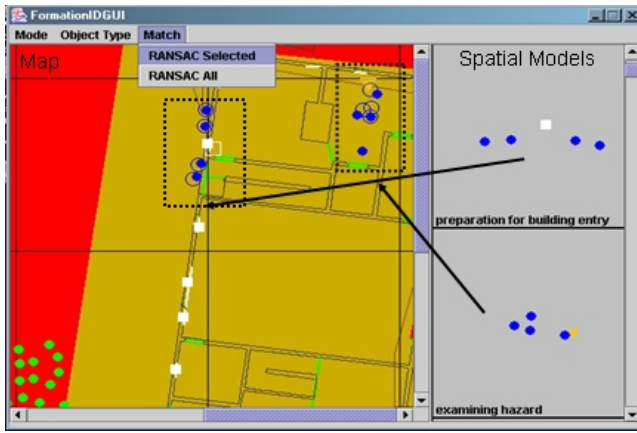 FormationIDGUI
Mode Object Type Match
RANSAC Selected
RANSAC All
Map
Spatial Models
preparation for building entry
examining hazard